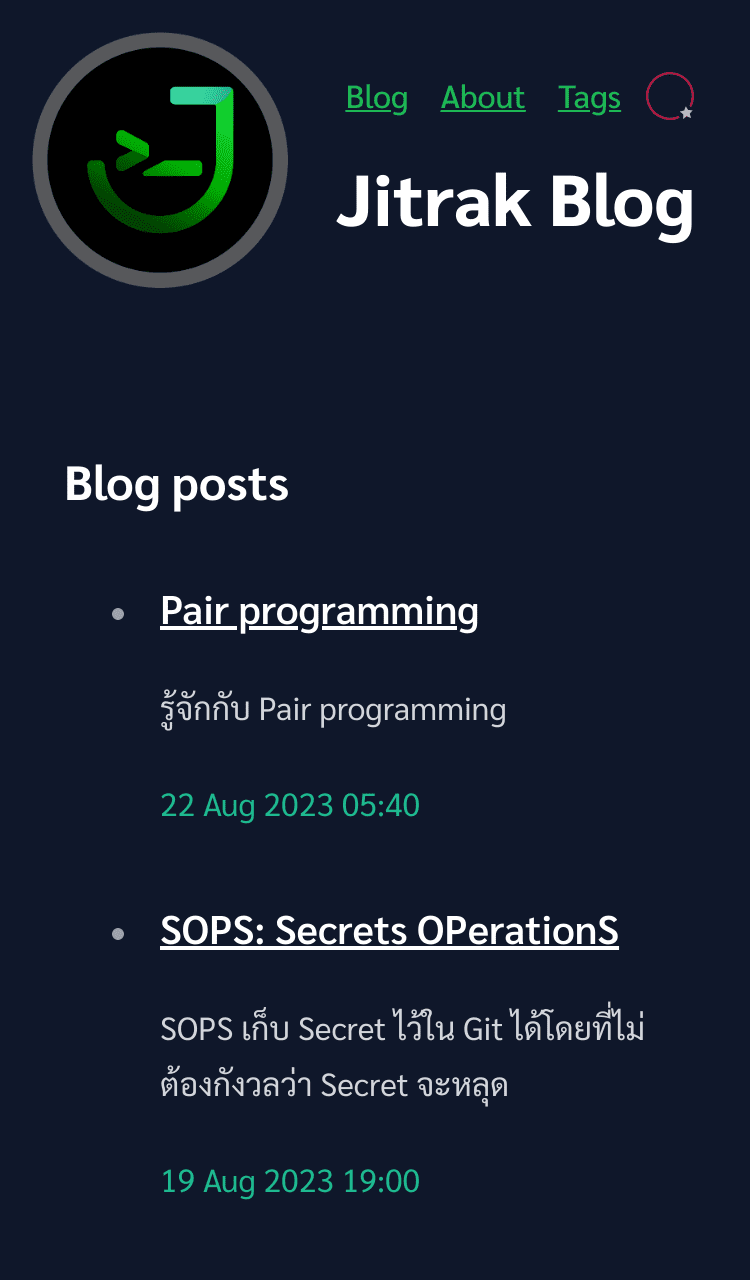 Blog About Tags
Jitrak Blog
Blog posts
Pair programming
รู้จักกับ Pair programming
22 Aug 2023 05:40
SOPS: Secrets OPerationS
SOPS เก็บ Secret ไว้ใน Git ได้โดยที่ไม่
ต้องกังวลว่า Secret จะหลุด
19 Aug 2023 19:00